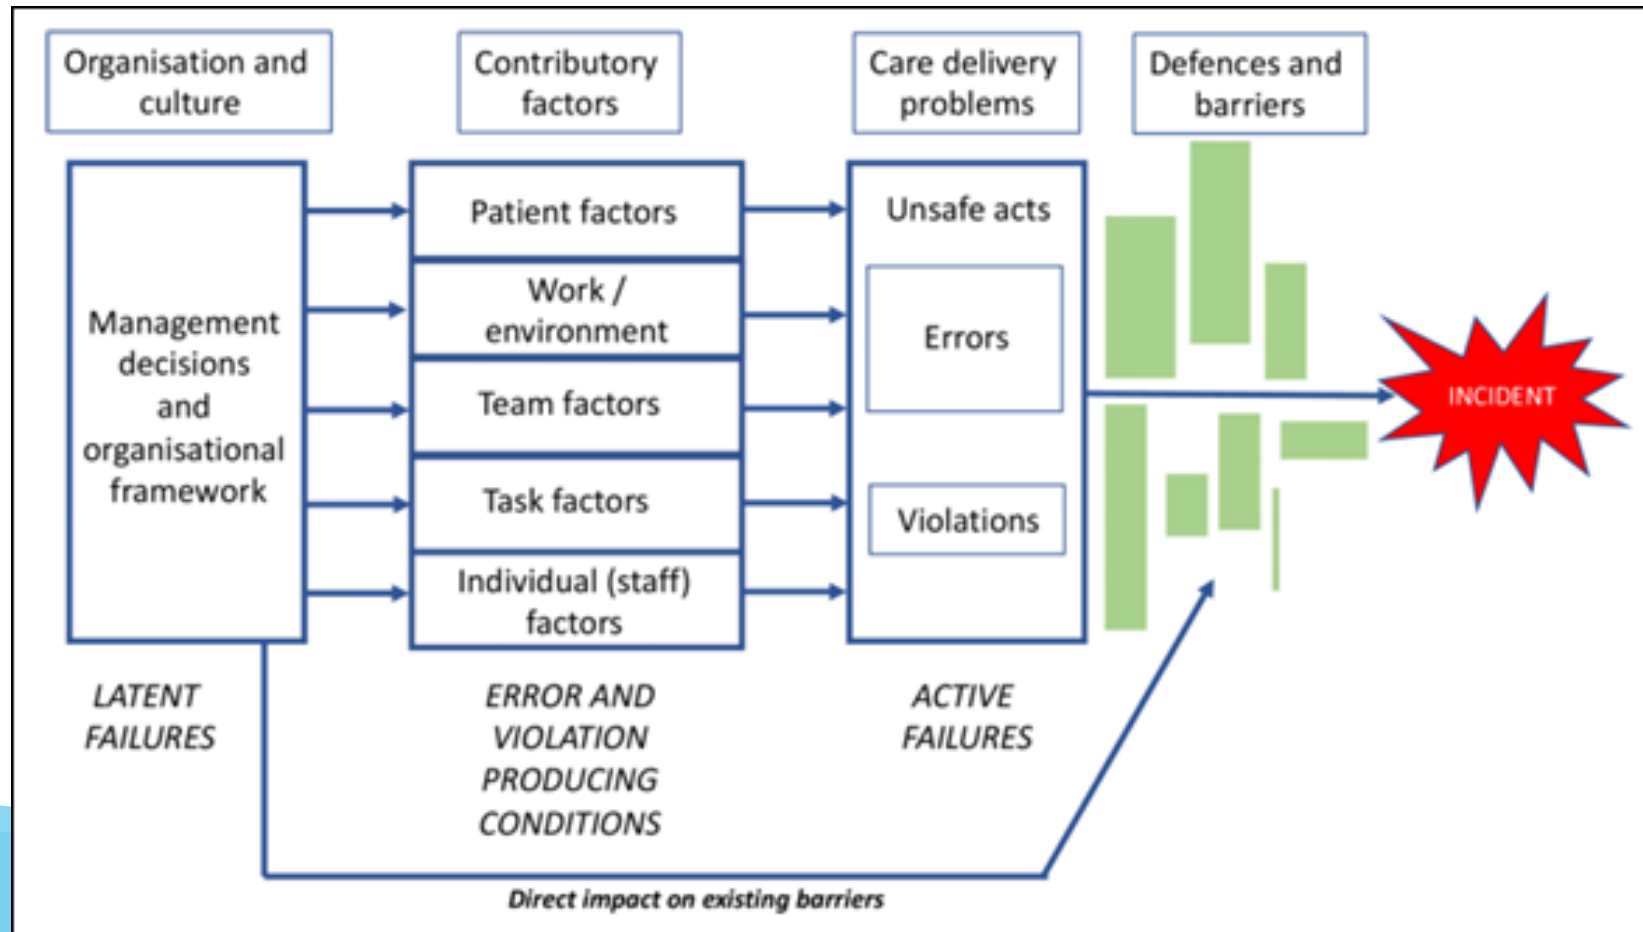 Organisation and
culture
Contributory
factors
Care delivery
problems
Defences and
barriers
Management
decisions
and
organisational
framework
Patient factors
Work /
environment
Team factors
Task factors
Individual (staff)
factors
Unsafe acts
Errors
Violations
INCIDENT
LATENT
FAILURES
ERROR AND
VIOLATION
PRODUCING
CONDITIONS
ACTIVE
FAILURES
Direct impact on existing barriers